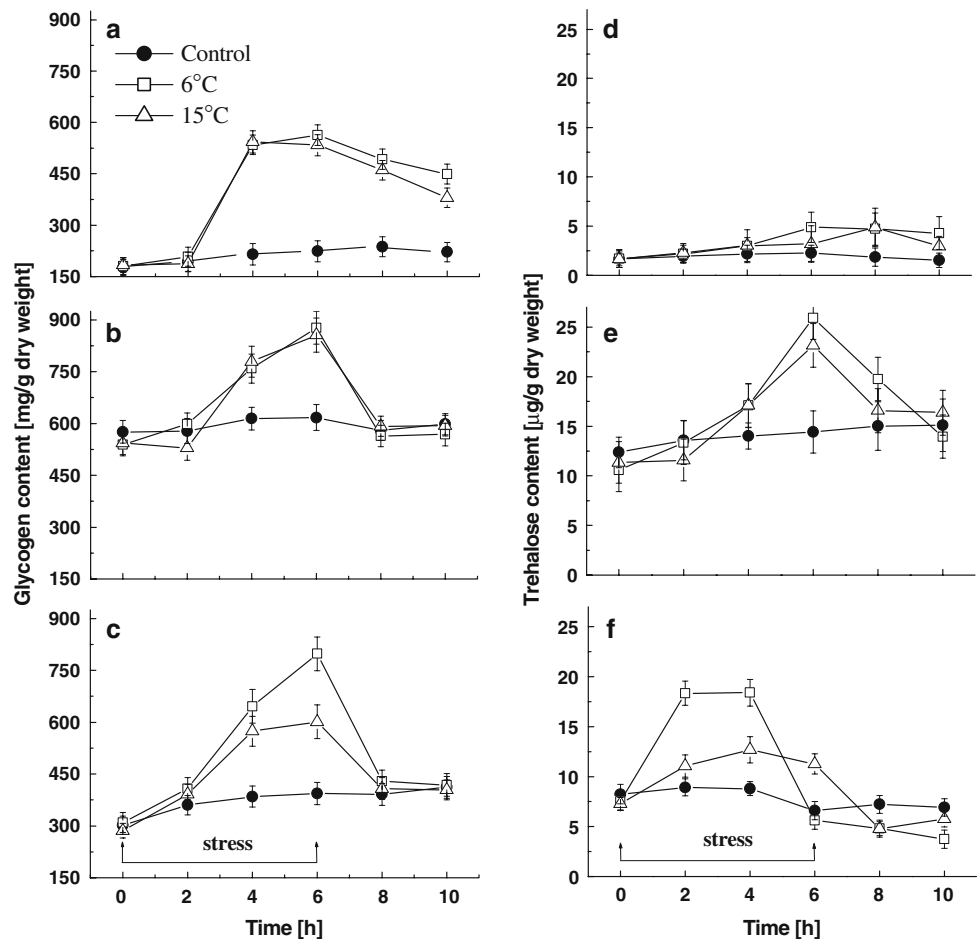 a
Control
6°C
15°C
900
750
600
450
300
150
b
900
750
600
450
300
150
c
900
750
600
450
300
150
stress
0 2 4 6 8 10
Time [h]
Glycogen content [mg/g dry weight]
d
25
20
15
10
5
0
e
25
20
15
10
5
0
f
25
20
15
10
5
0
stress
0 2 4 6 8 10
Time [h]
Trehalose content [µg/g dry weight]